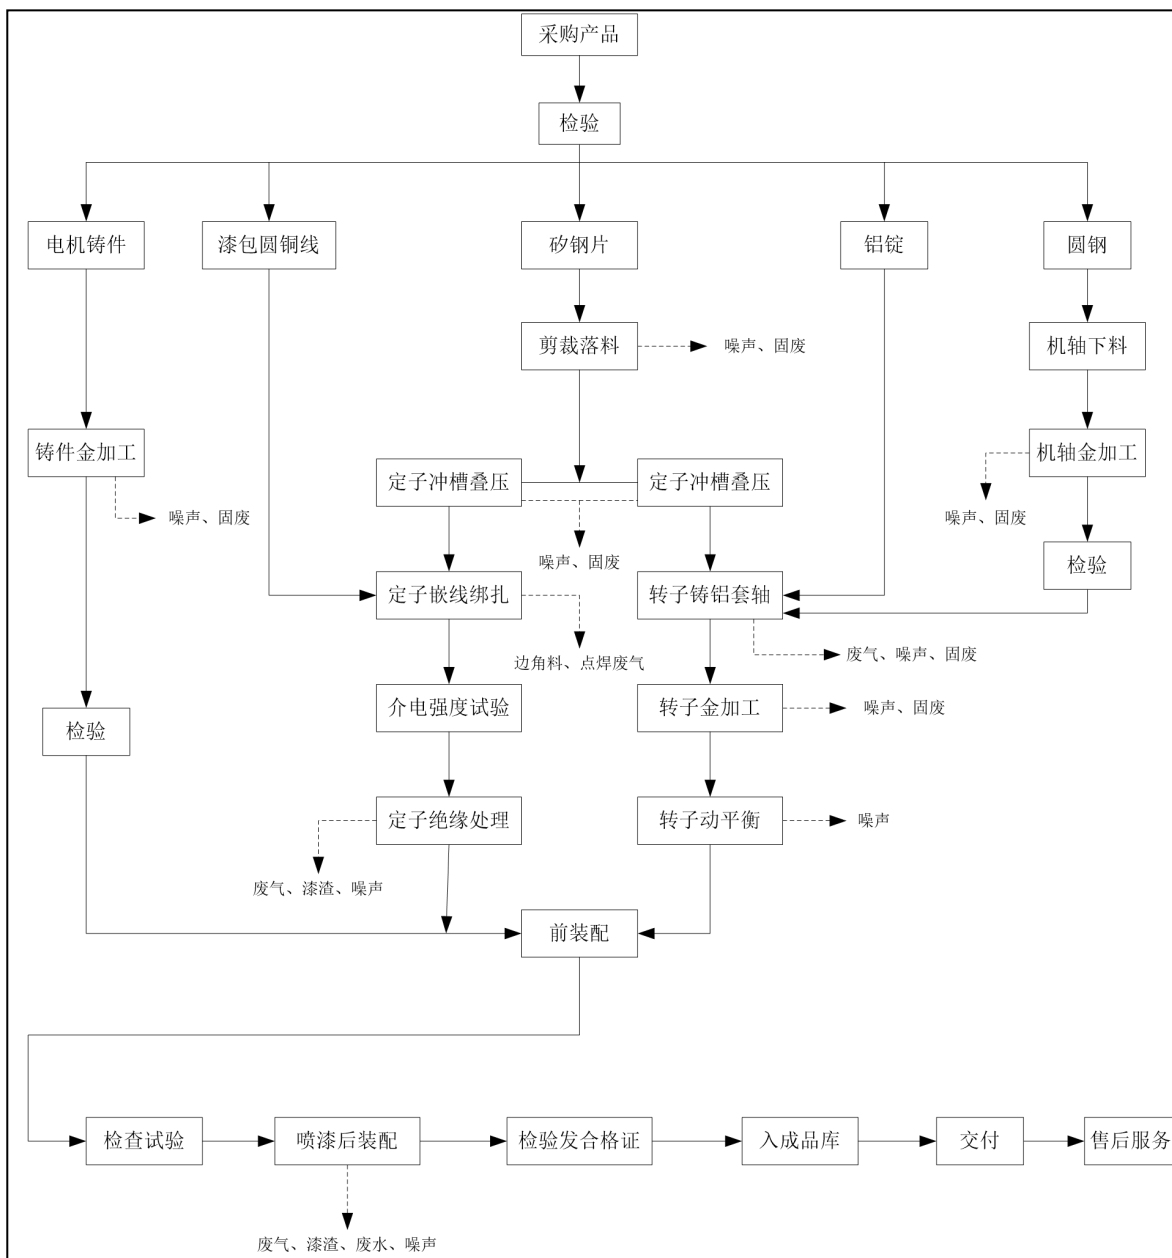 采购产品
检验
电机铸件
漆包圆铜线
矽钢片
铝锭
圆钢
剪裁落料
噪声、固废
机轴下料
铸件金加工
机轴金加工
定子冲槽叠压
定子冲槽叠压
噪声、固废
噪声、固废
噪声、固废
检验
定子嵌线绑扎
转子铸铝套轴
边角料、点焊废气
废气、噪声、固废
介电强度试验
转子金加工
噪声、固废
检验
定子绝缘处理
转子动平衡
噪声
废气、漆渣、噪声
前装配
检查试验
喷漆后装配
检验发合格证
入成品库
交付
售后服务
废气、漆渣、废水、噪声